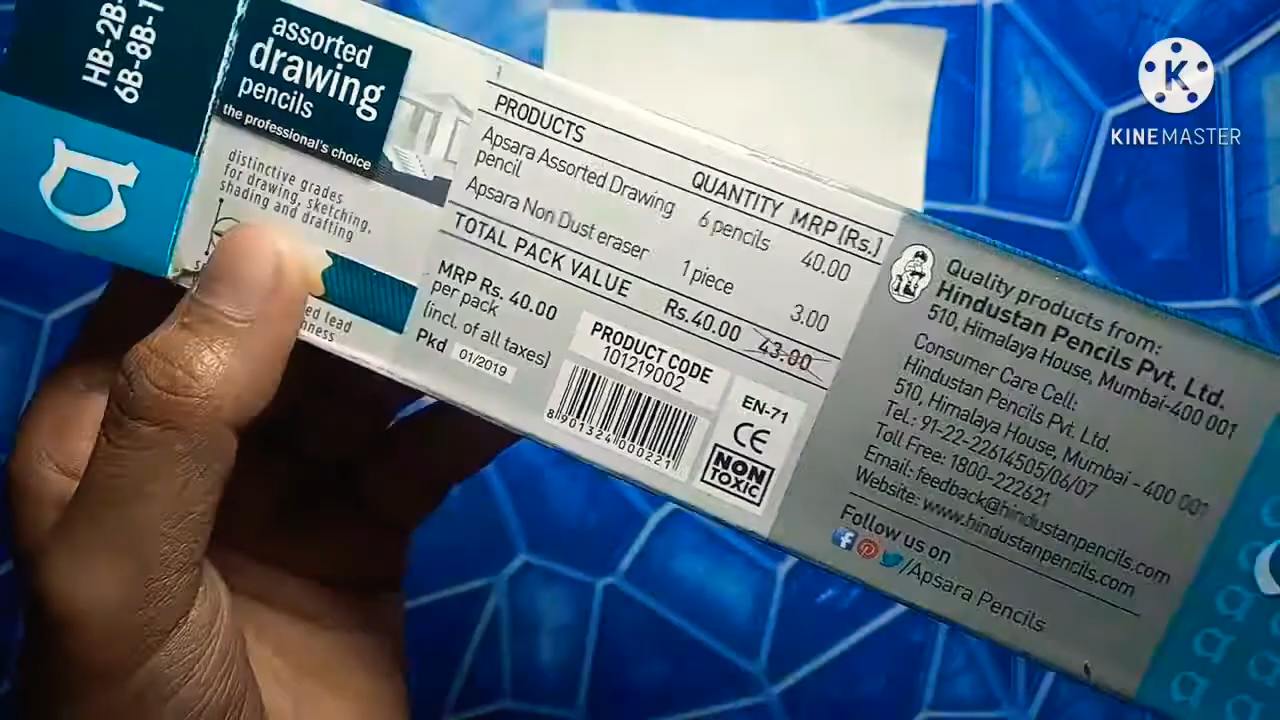 HB-2B-
6B-8B-1
assorted
drawing
pencils
the professional's choice
distinctive grades
for drawing, sketching,
shading and drafting
PRODUCTS QUANTITY MRP (Rs.)
Apsara Assorted Drawing 6 pencils 40.00
pencil
Apsara Non Dust eraser 1 piece 3.00
TOTAL PACK VALUE Rs.40.00 43.00
MRP Rs. 40.00
per pack
(incl. of all taxes)
Pkd 01/2019
PRODUCT CODE
101219002
8 901324 000221
EN-71
CE
NON
TOXIC
Quality products from:
Hindustan Pencils Pvt. Ltd.
510, Himalaya House, Mumbai-400 001
Consumer Care Cell:
Hindustan Pencils Pvt. Ltd.
510, Himalaya House, Mumbai - 400 001
Tel.: 91-22-22614505/06/07
Toll Free: 1800-222621
Email: feedback@hindustanpencils.com
Website: www.hindustanpencils.com
Follow us on
/Apsara Pencils
K
KINEMASTER